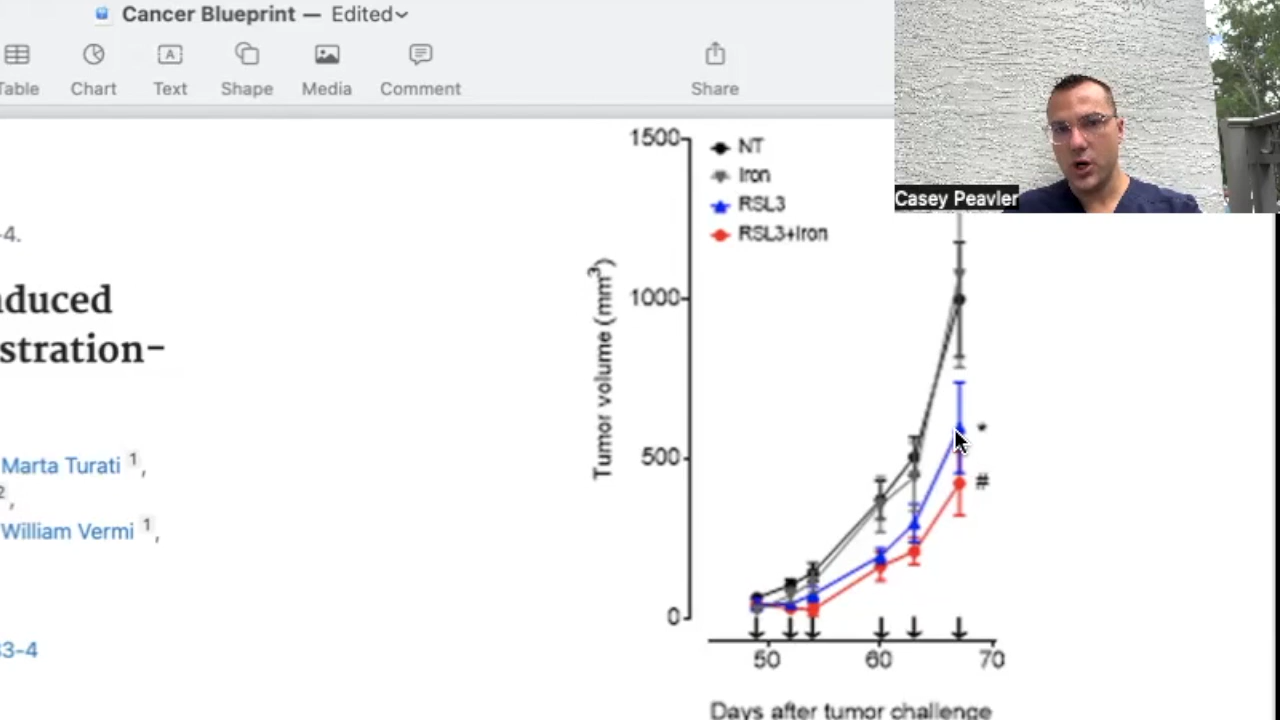 Cancer Blueprint — Edited
Table
Chart
Text
Shape
Media
Comment
Share
Casey Peavler
-4.
duced
stration-
Marta Turati 1,
2,
William Vermi 1,
3-4
NT
Iron
RSL3
RSL3+Iron
1500
1000
500
0
Tumor volume (mm3)
*
#
50 60 70
Days after tumor challenge